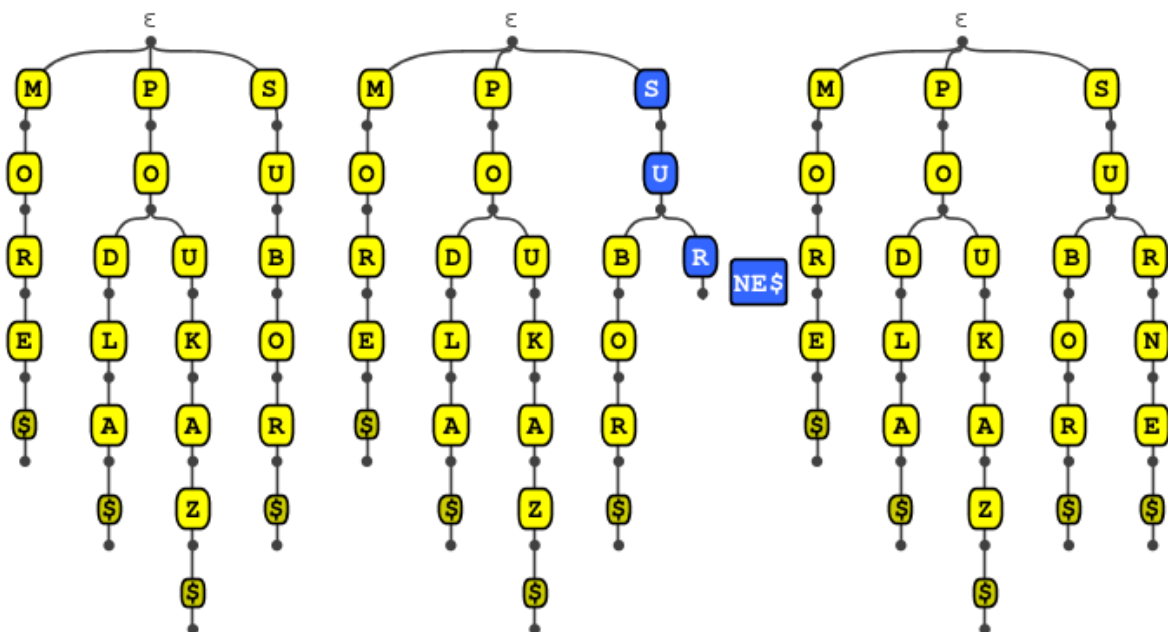 ε ε ε
M P S M P S M P S
O O U O O U O O U
R D U B R D U B R NE$ R D U B R
E L K O E L K O E L K O N
$ A A R $ A A R $ A A R E
$ Z $ $ Z $ $ Z $ $
$ $ $